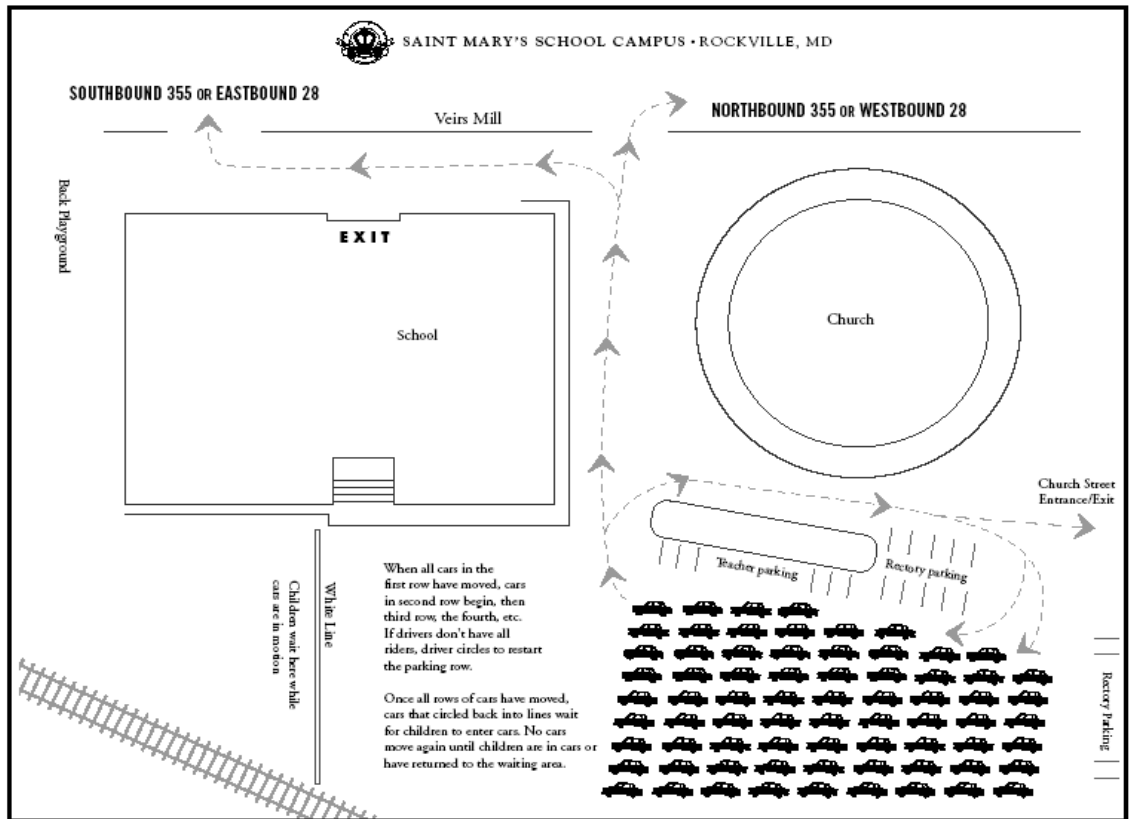 SAINT MARY'S SCHOOL CAMPUS • ROCKVILLE, MD
SOUTHBOUND 355 OR EASTBOUND 28
Veirs Mill
NORTHBOUND 355 OR WESTBOUND 28
Back Playground
EXIT
School
Church
Church Street
Entrance/Exit
Teacher parking
Rectory parking
When all cars in the
first row have moved, cars
in second row begin, then
third row, the fourth, etc.
If drivers don't have all
riders, driver circles to restart
the parking row.
Once all rows of cars have moved,
cars that circled back into lines wait
for children to enter cars. No cars
move again until children are in cars or
have returned to the waiting area.
White Line
Children wait here while
cars are in motion
Rectory Parking